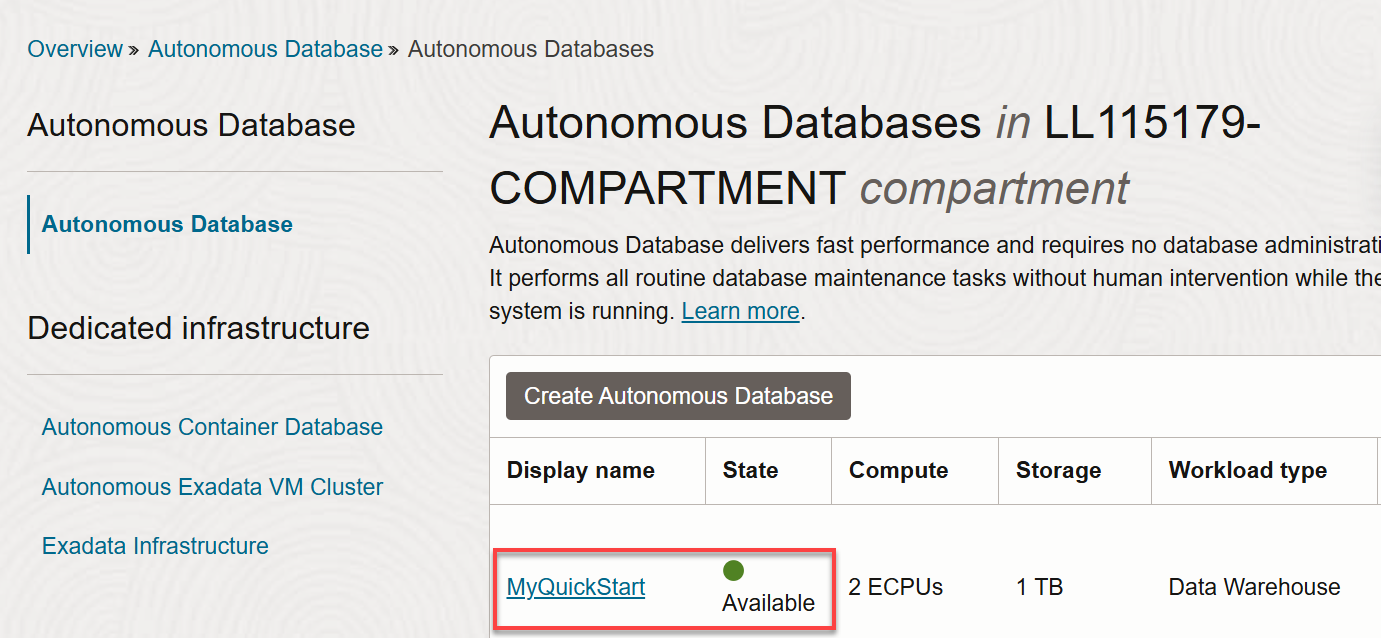 Overview » Autonomous Database » Autonomous Databases
Autonomous Database
Autonomous Database
Dedicated infrastructure
Autonomous Container Database
Autonomous Exadata VM Cluster
Exadata Infrastructure
Autonomous Databases in LL115179-
COMPARTMENT compartment
Autonomous Database delivers fast performance and requires no database administrati
It performs all routine database maintenance tasks without human intervention while the
system is running. Learn more.
Create Autonomous Database
Display name State Compute Storage Workload type
MyQuickStart Available 2 ECPUs 1 TB Data Warehouse